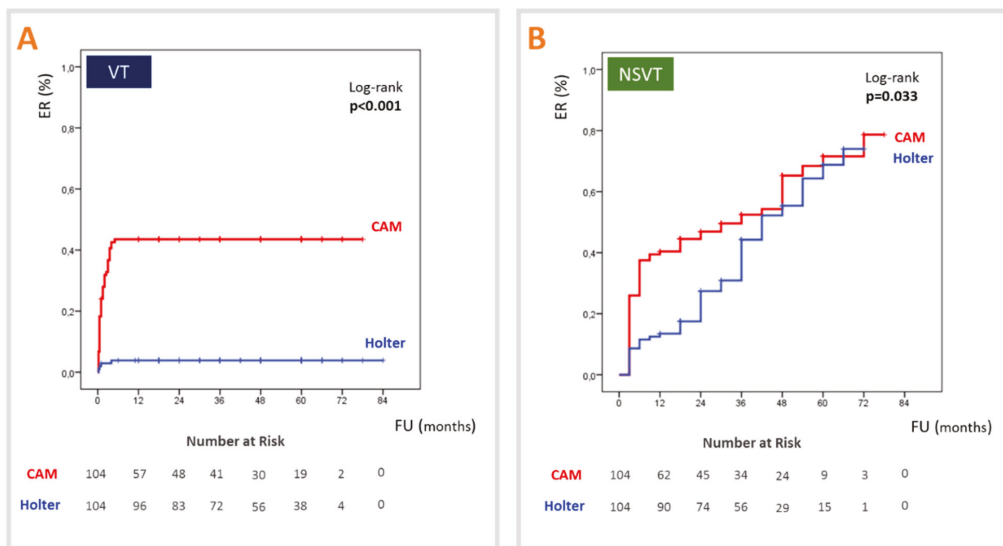 A
VT
ER (%)
Log-rank
p<0.001
1,0
0,8
0,6
0,4
0,2
0,0
CAM
Holter
0 12 24 36 48 60 72 84
FU (months)
Number at Risk
CAM 104 57 48 41 30 19 2 0
Holter 104 96 83 72 56 38 4 0
B
NSVT
ER (%)
Log-rank
p=0.033
1,0
0,8
0,6
0,4
0,2
0,0
CAM
Holter
0 12 24 36 48 60 72 84
FU (months)
Number at Risk
CAM 104 62 45 34 24 9 3 0
Holter 104 90 74 56 29 15 1 0